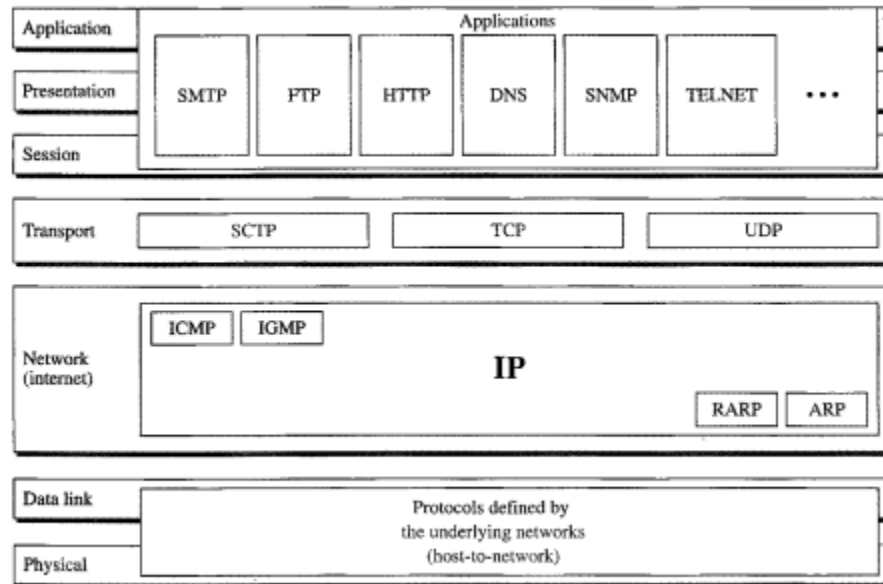 Application
Applications
Presentation
SMTP
FTP
HTTP
DNS
SNMP
TELNET
• • •
Session
Transport
SCTP
TCP
UDP
Network
(internet)
ICMP
IGMP
IP
RARP
ARP
Data link
Protocols defined by
the underlying networks
(host-to-network)
Physical